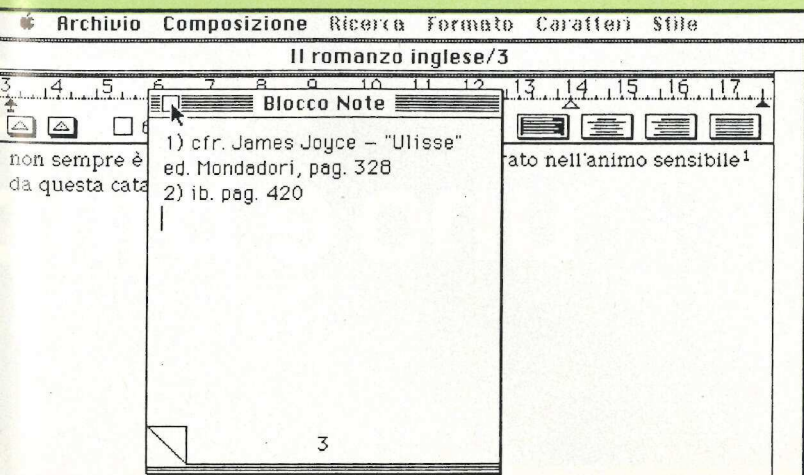 Archivio Composizione Ricerca Formato Caratteri Stile
Il romanzo inglese/3
3 4 5 6 7 8 9 10 11 12 13 14 15 16 17
Blocco Note
1) cfr. James Joyce – "Ulisse"
ed. Mondadori, pag. 328
2) ib. pag. 420
3
non sempre è
rato nell'animo sensibile¹
da questa cata